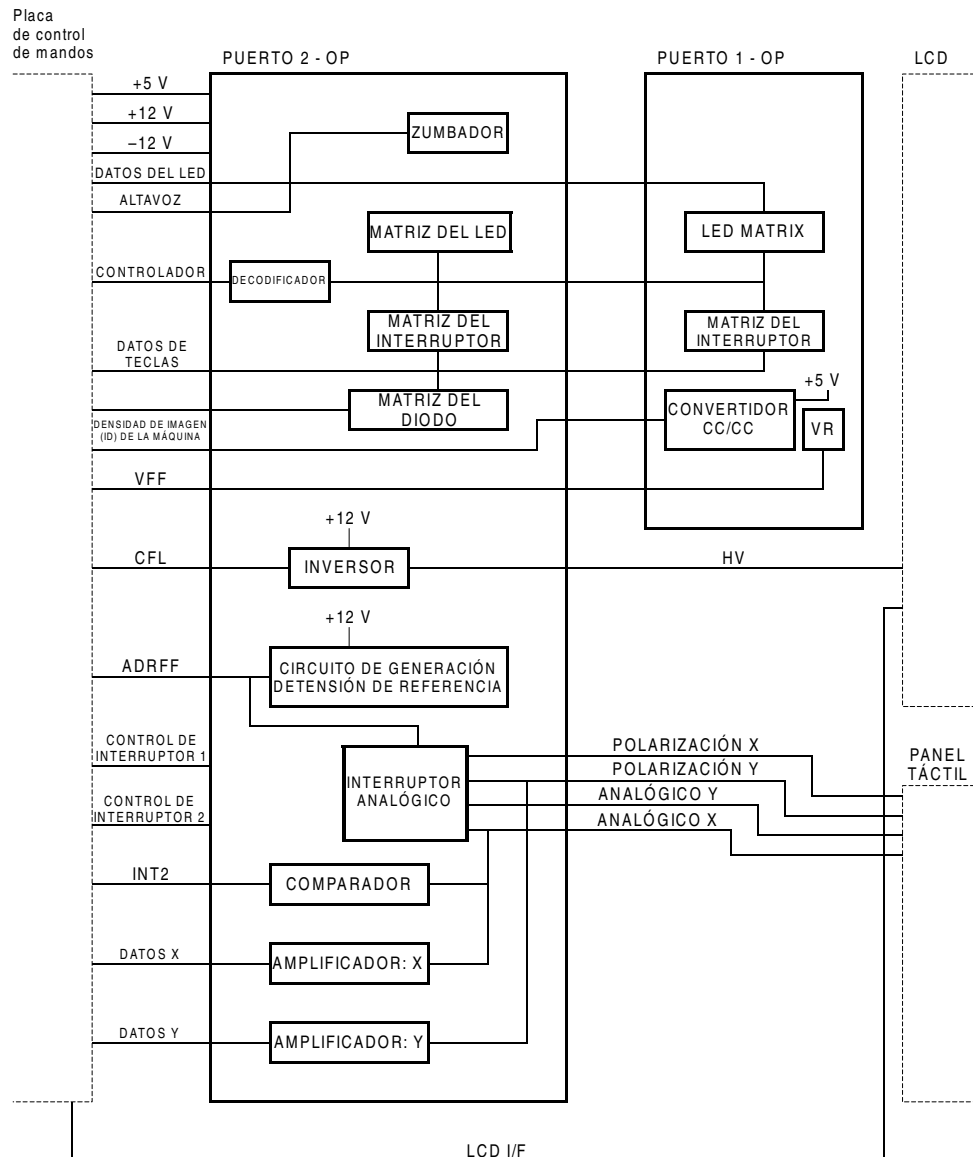 Placa
de control
de mandos
PUERTO 2 - OP
PUERTO 1 - OP
LCD
+5 V
+12 V
–12 V
DATOS DEL LED
ALTAVOZ
ZUMBADOR
MATRIZ DEL LED
LED MATRIX
CONTROLADOR
DECODIFICADOR
MATRIZ DEL
INTERRUPTOR
MATRIZ DEL
INTERRUPTOR
DATOS DE
TECLAS
MATRIZ DEL
DIODO
+5 V
CONVERTIDOR
CC/CC
VR
DENSIDAD DE IMAGEN
(ID) DE LA MÁQUINA
VFF
+12 V
CFL
INVERSOR
HV
+12 V
ADRFF
CIRCUITO DE GENERACIÓN
DETENSIÓN DE REFERENCIA
CONTROL DE
INTERRUPTOR 1
INTERRUPTOR
ANALÓGICO
POLARIZACIÓN X
POLARIZACIÓN Y
ANALÓGICO Y
ANALÓGICO X
PANEL
TÁCTIL
CONTROL DE
INTERRUPTOR 2
INT2
COMPARADOR
DATOS X
AMPLIFICADOR: X
DATOS Y
AMPLIFICADOR: Y
LCD I/F